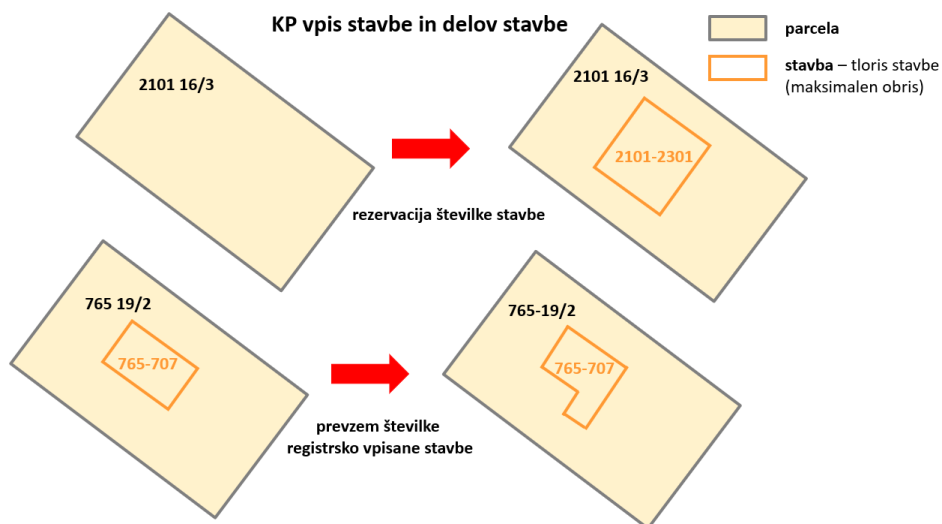 KP vpis stavbe in delov stavbe
parcela
stavba – tloris stavbe
(maksimalen obris)
2101 16/3
2101 16/3
2101-2301
rezervacija številke stavbe
765 19/2
765-707
765-19/2
765-707
prevzem številke
registrsko vpisane stavbe